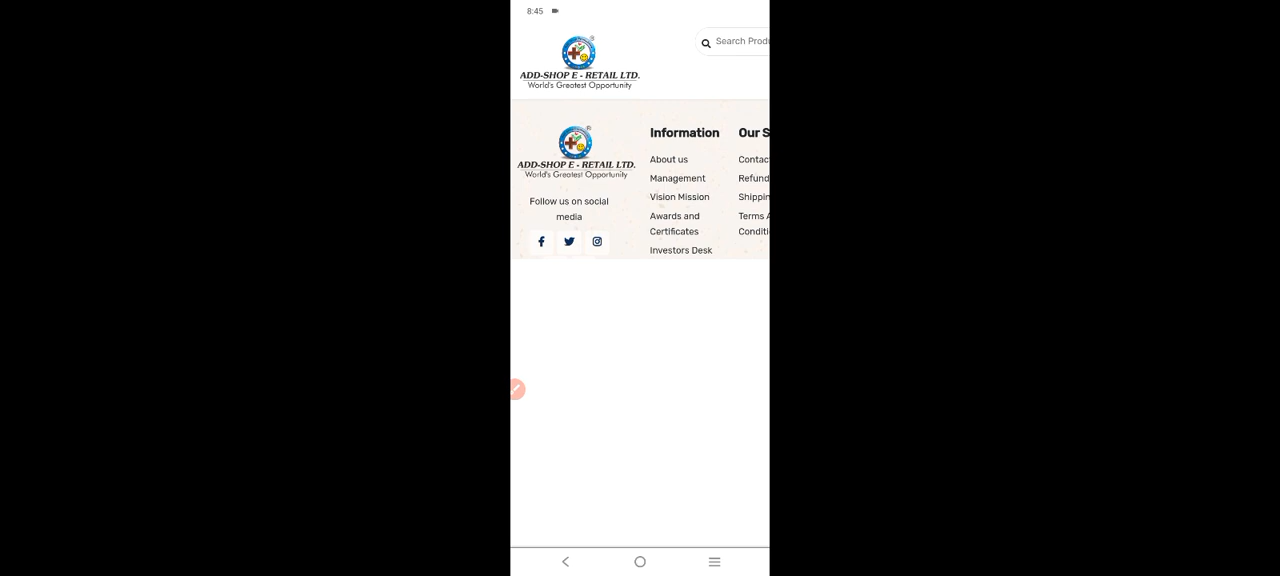 8:45
Search Produ
ADD-SHOP E - RETAIL LTD.
World's Greatest Opportunity
ADD-SHOP E - RETAIL LTD.
World's Greatest Opportunity
Follow us on social
media
Information
About us
Management
Vision Mission
Awards and
Certificates
Investors Desk
Our S
Contac
Refund
Shippin
Terms A
Conditi